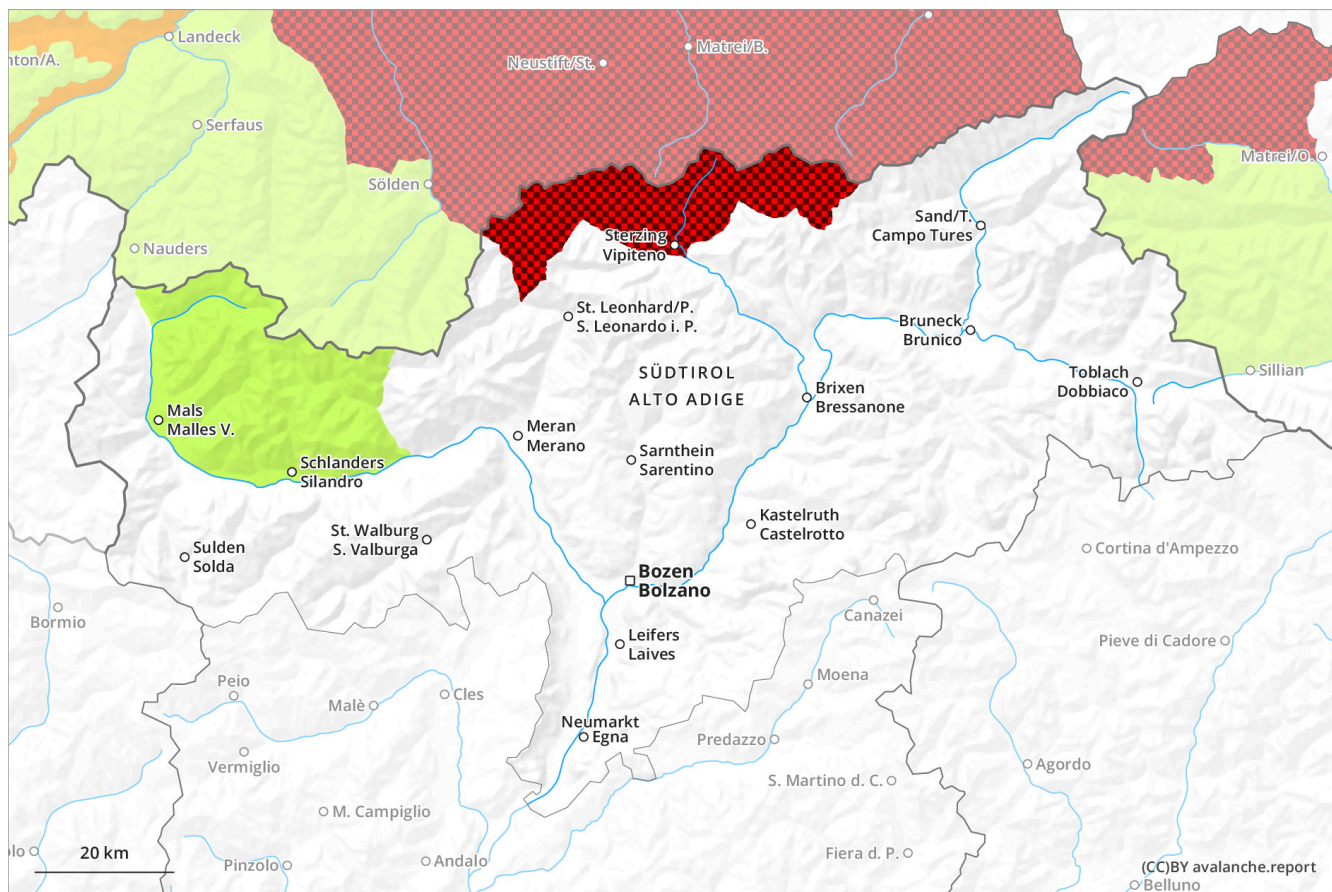 Landeck
nton/A.
Matrei/B.
Neustift/St.
Serfaus
Matrei/O.
Sölden
Sand/T.
Campo Tures
Sterzing
Vipiteno
Nauders
St. Leonhard/P.
S. Leonardo i. P.
Bruneck
Brunico
SÜDTIROL
ALTO ADIGE
Toblach
Dobbiaco
Sillian
Brixen
Bressanone
Mals
Malles V.
Meran
Merano
Sarnthein
Sarentino
Schlanders
Silandro
Kastelruth
Castelrotto
St. Walburg
S. Valburga
Sulden
Solda
Cortina d'Ampezzo
Bozen
Bolzano
Bormio
Canazei
Leifers
Laives
Pieve di Cadore
Peio
Malè
Cles
Moena
Neumarkt
Egna
Predazzo
Vermiglio
Agordo
S. Martino d. C.
M. Campiglio
20 km
olo
Pinzolo
Andalo
Fiera d. P.
(CC)BY avalanche.report
Belluno